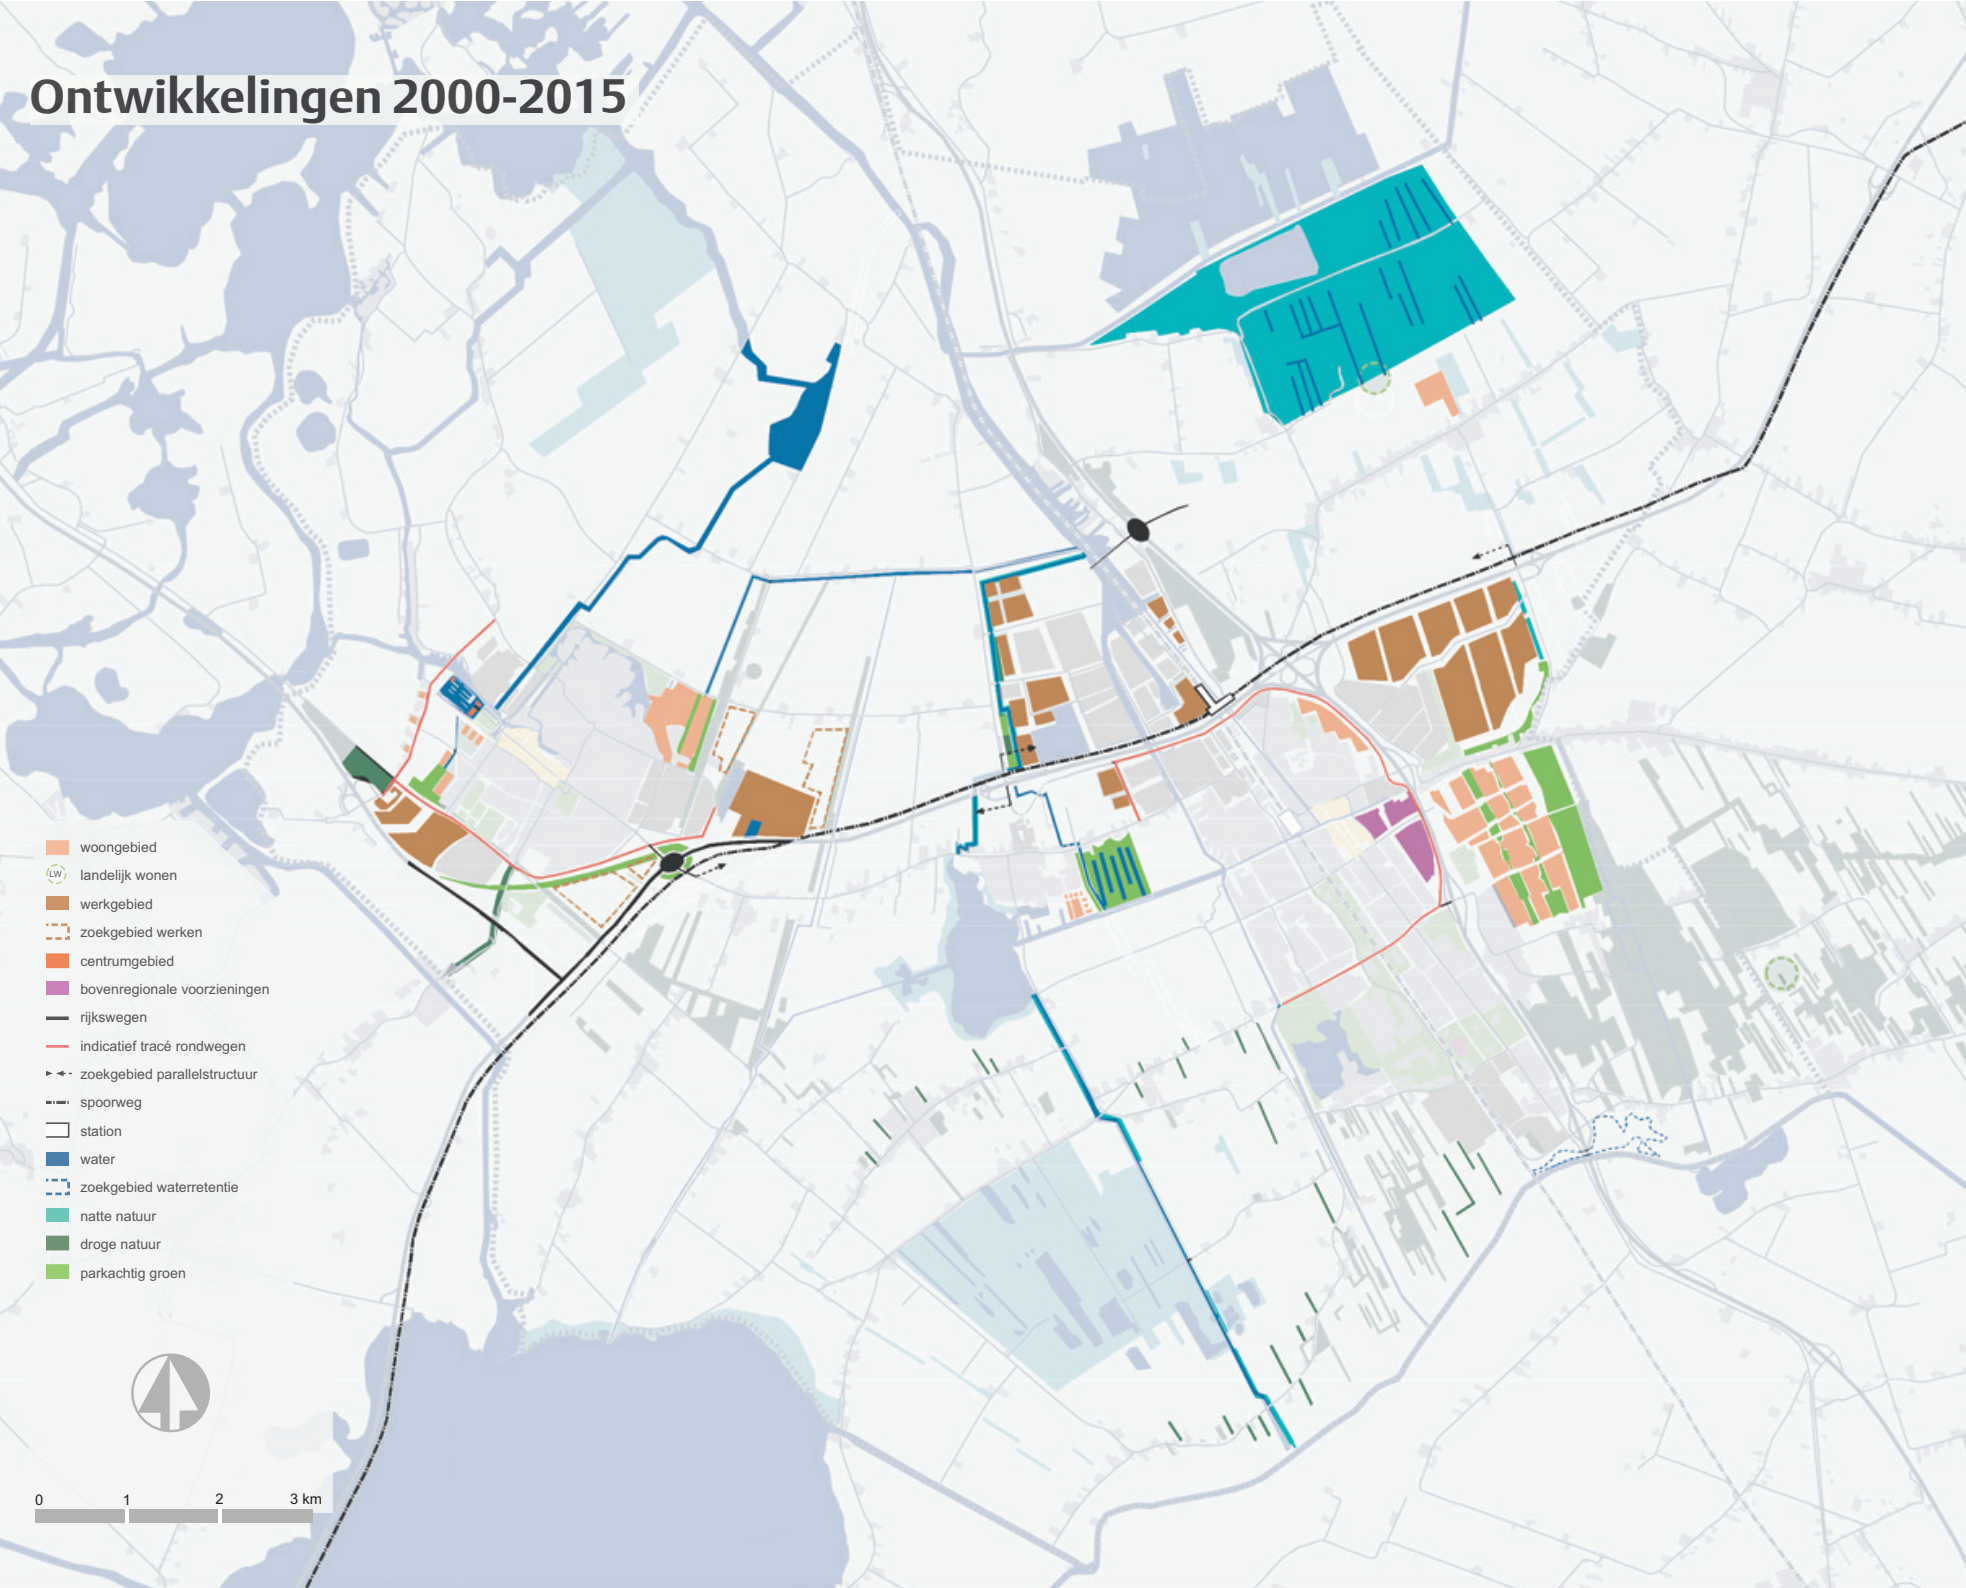 Ontwikkelingen 2000-2015
woongebied
LW landelijk wonen
werkgebied
zoekgebied werken
centrumgebied
bovenregionale voorzieningen
rijkswegen
indicatief tracé rondwegen
zoekgebied parallelstructuur
spoorweg
station
water
zoekgebied waterretentie
natte natuur
droge natuur
parkachtig groen
0 1 2 3 km